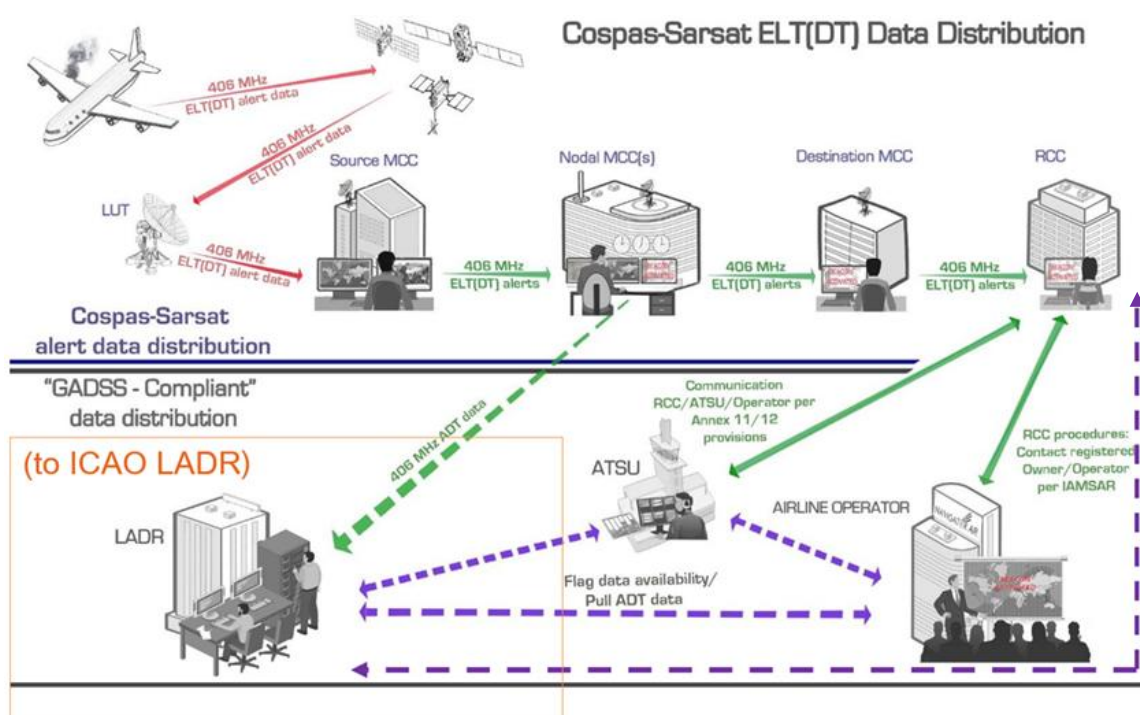 Cospas-Sarsat ELT(DT) Data Distribution
406 MHz
ELT(DT) alert data
406 MHz
ELT(DT) alert data
Source MCC
Nodal MCC(s)
Destination MCC
RCC
LUT
406 MHz
ELT(DT) alert data
406 MHz
ELT(DT) alerts
406 MHz
ELT(DT) alerts
406 MHz
ELT(DT) alerts
Cospas-Sarsat
alert data distribution
"GADSS - Compliant"
data distribution
406 MHz ADT data
Communication
RCC/ATSU/Operator per
Annex 11/12
provisions
RCC procedures:
Contact registered
Owner/Operator
per IAMSAR
(to ICAO LADR)
LADR
ATSU
AIRLINE OPERATOR
Flag data availability/
Pull ADT data